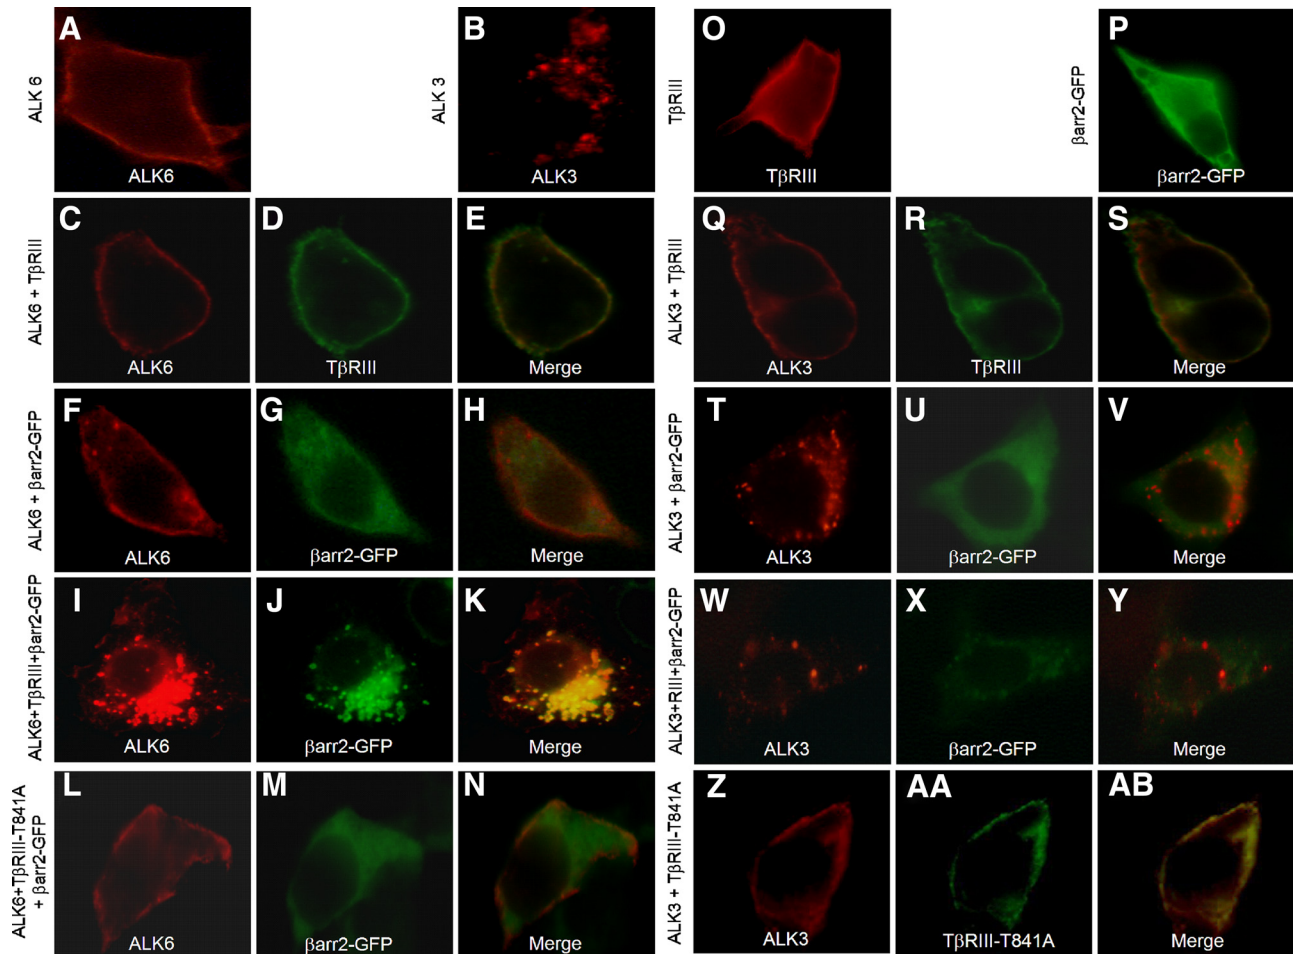 A
ALK 6
ALK6
B
ALK 3
ALK3
O
TβRIII
TβRIII
P
βarr2-GFP
βarr2-GFP
ALK6 + TβRIII
C
ALK6
D
TβRIII
E
Merge
ALK3 + TβRIII
Q
ALK3
R
TβRIII
S
Merge
ALK6 + βarr2-GFP
F
ALK6
G
βarr2-GFP
H
Merge
ALK3 + βarr2-GFP
T
ALK3
U
βarr2-GFP
V
Merge
ALK6+TβRIII+βarr2-GFP
I
ALK6
J
βarr2-GFP
K
Merge
ALK3+RIII+βarr2-GFP
W
ALK3
X
βarr2-GFP
Y
Merge
ALK6+TβRIII-T841A
+ βarr2-GFP
L
ALK6
M
βarr2-GFP
N
Merge
ALK3 + TβRIII-T841A
Z
ALK3
AA
TβRIII-T841A
AB
Merge